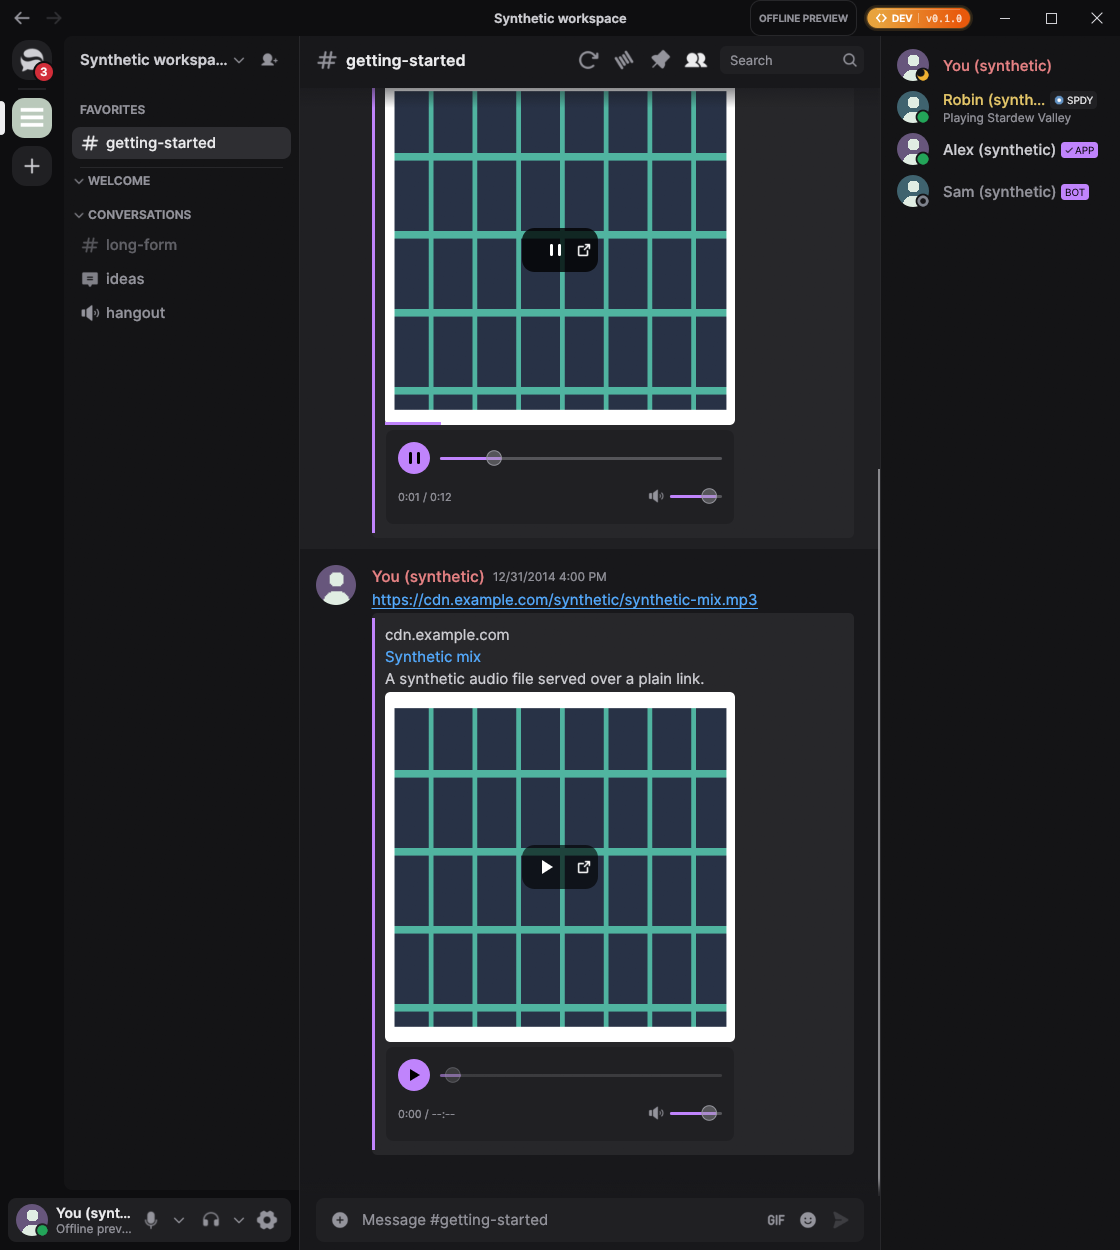 Synthetic workspace
OFFLINE PREVIEW
DEV
v0.1.0
3
Synthetic workspa...
FAVORITES
getting-started
WELCOME
CONVERSATIONS
long-form
ideas
hangout
You (synt...
Offline prev...
getting-started
Search
0:01 / 0:12
You (synthetic) 12/31/2014 4:00 PM
https://cdn.example.com/synthetic/synthetic-mix.mp3
cdn.example.com
Synthetic mix
A synthetic audio file served over a plain link.
0:00 / --:--
Message #getting-started
GIF
You (synthetic)
Robin (synth... SPDY
Playing Stardew Valley
Alex (synthetic) APP
Sam (synthetic) BOT